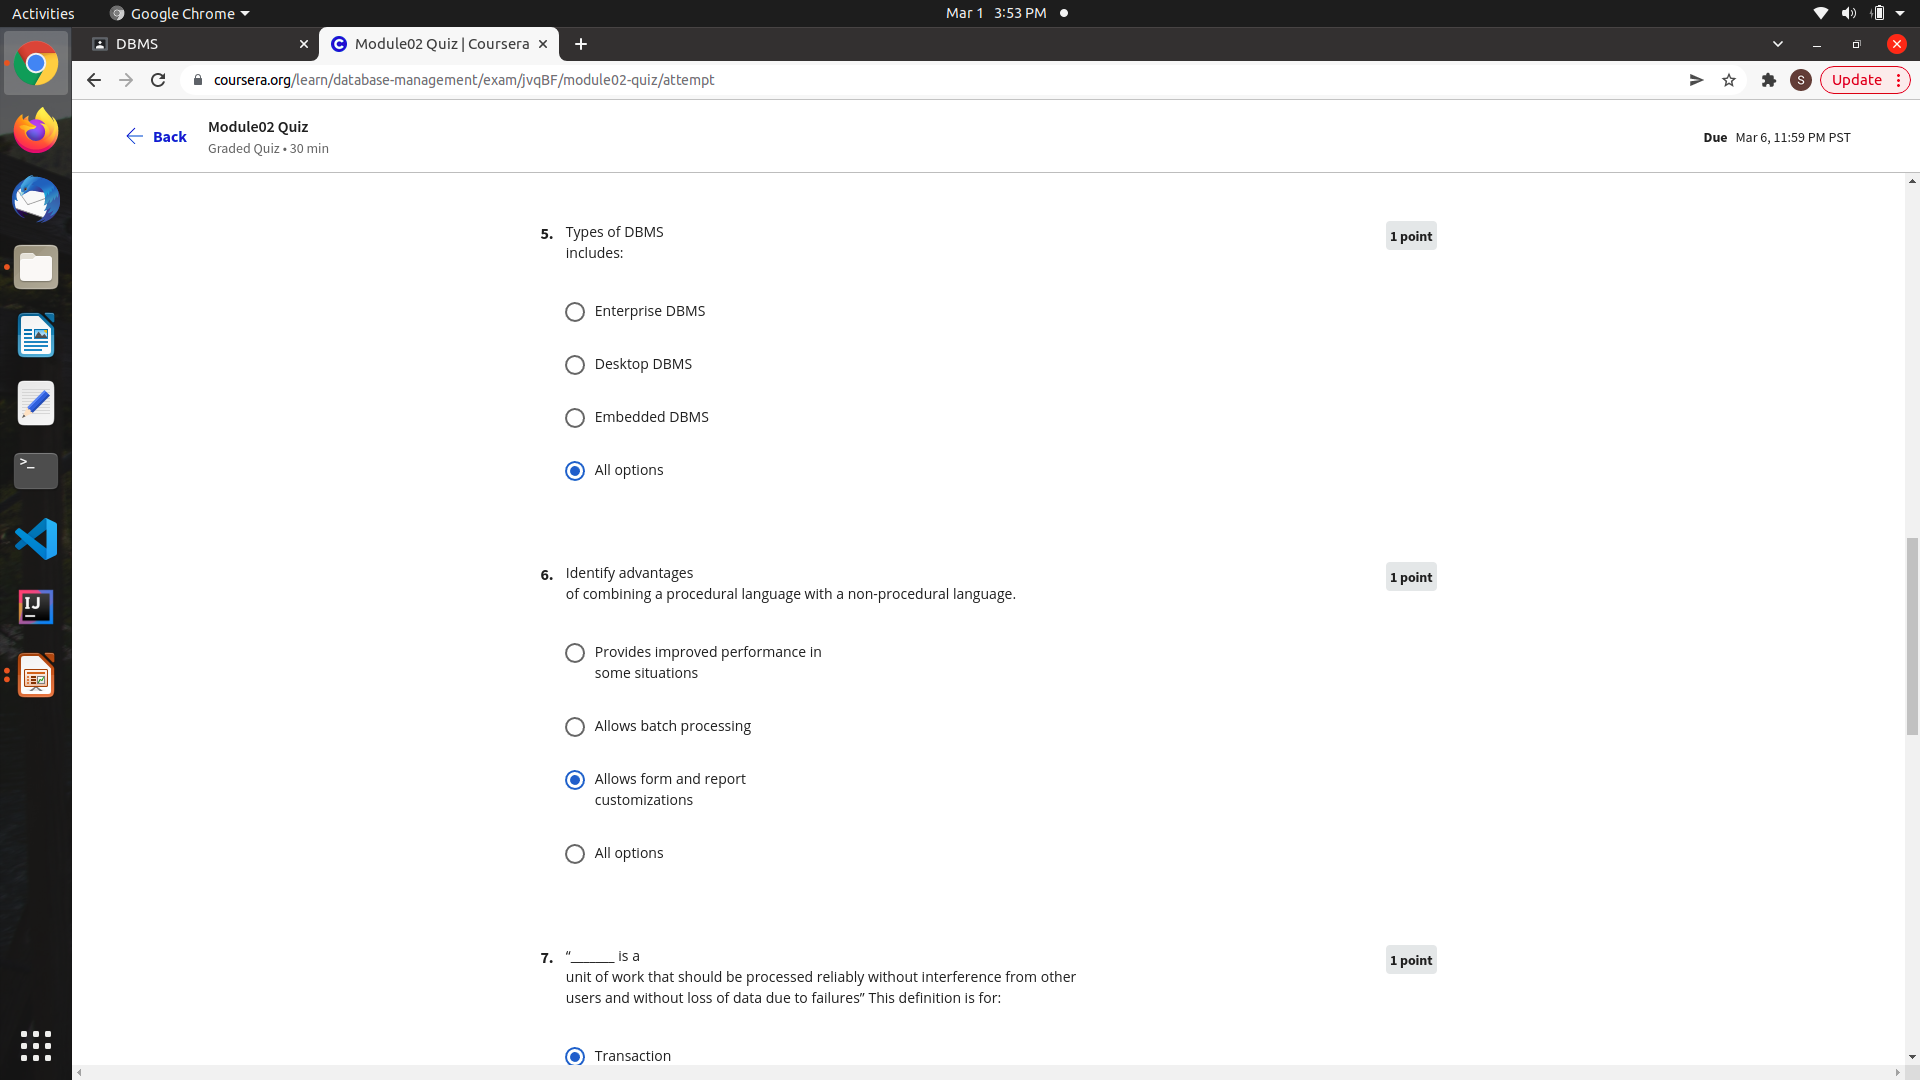 Activities
Google Chrome
Mar 1 3:53 PM
DBMS
Module02 Quiz | Coursera
coursera.org/learn/database-management/exam/jvqBF/module02-quiz/attempt
S
Update
Back
Module02 Quiz
Graded Quiz • 30 min
Due Mar 6, 11:59 PM PST
5. Types of DBMS
includes:
1 point
Enterprise DBMS
Desktop DBMS
Embedded DBMS
All options
6. Identify advantages
of combining a procedural language with a non-procedural language.
1 point
Provides improved performance in
some situations
Allows batch processing
Allows form and report
customizations
All options
7. “_______ is a
unit of work that should be processed reliably without interference from other
users and without loss of data due to failures” This definition is for:
1 point
Transaction
>_
IJ